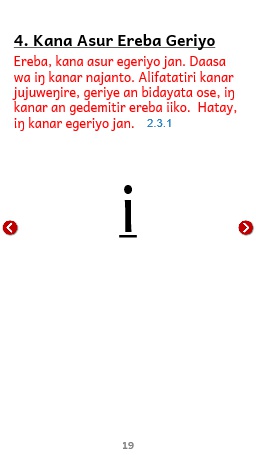 4. Kana Asur Ereba Geriyo
Ereba, kana asur egeriyo jan. Daasa
wa iŋ kanar najanto. Alifatatiri kanar
jujuweŋire, geriye an bidayata ose, iŋ
kanar an gedemitir ereba iiko. Hatay,
iŋ kanar egeriyo jan. 2.3.1
i̱
19